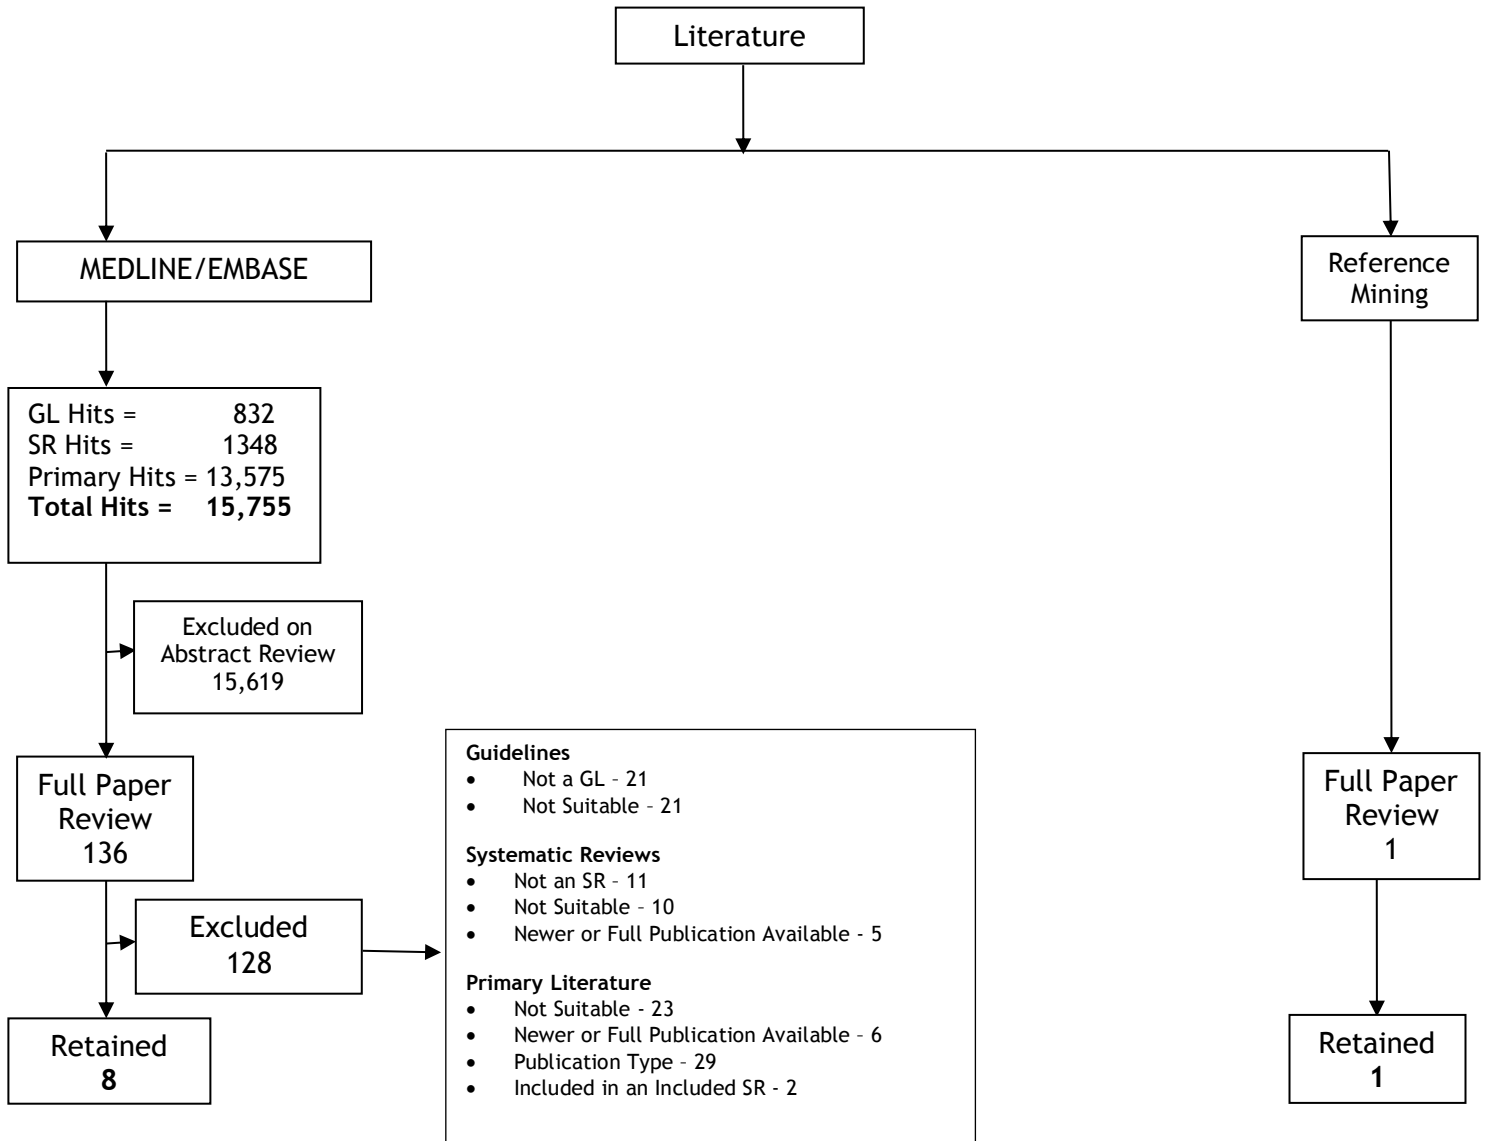 Literature
MEDLINE/EMBASE
Reference
Mining
GL Hits = 832
SR Hits = 1348
Primary Hits = 13,575
Total Hits = 15,755
Excluded on
Abstract Review
15,619
Full Paper
Review
136
Excluded
128
Guidelines
• Not a GL – 21
• Not Suitable – 21
Systematic Reviews
• Not an SR – 11
• Not Suitable – 10
• Newer or Full Publication Available - 5
Primary Literature
• Not Suitable - 23
• Newer or Full Publication Available – 6
• Publication Type – 29
• Included in an Included SR - 2
Retained
8
Full Paper
Review
1
Retained
1